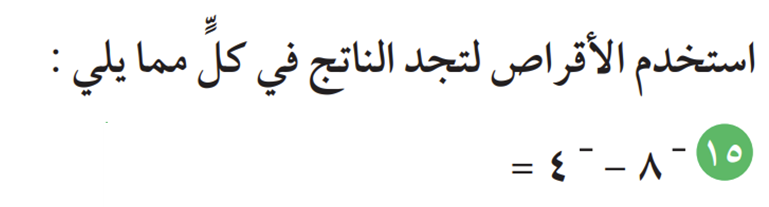 استخدم الأقراص لتجد الناتج في كلٍّ مما يلي :
١٥ ⁻٨ – ⁻٤ =